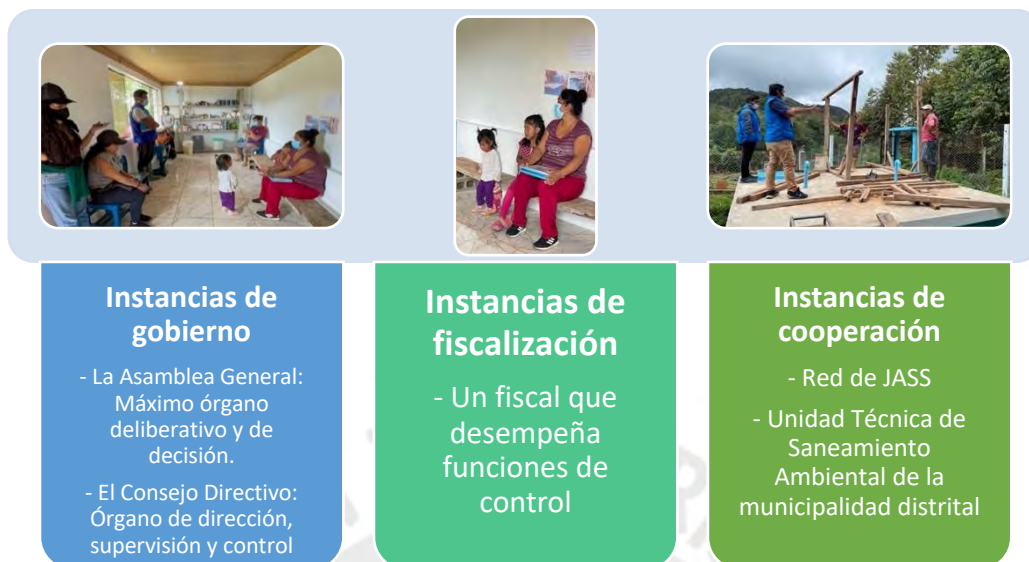 Instancias de
gobierno
- La Asamblea General:
Máximo órgano
deliberativo y de
decisión.
- El Consejo Directivo:
Órgano de dirección,
supervisión y control
Instancias de
fiscalización
- Un fiscal que
desempeña
funciones de
control
Instancias de
cooperación
- Red de JASS
- Unidad Técnica de
Saneamiento
Ambiental de la
municipalidad distrital